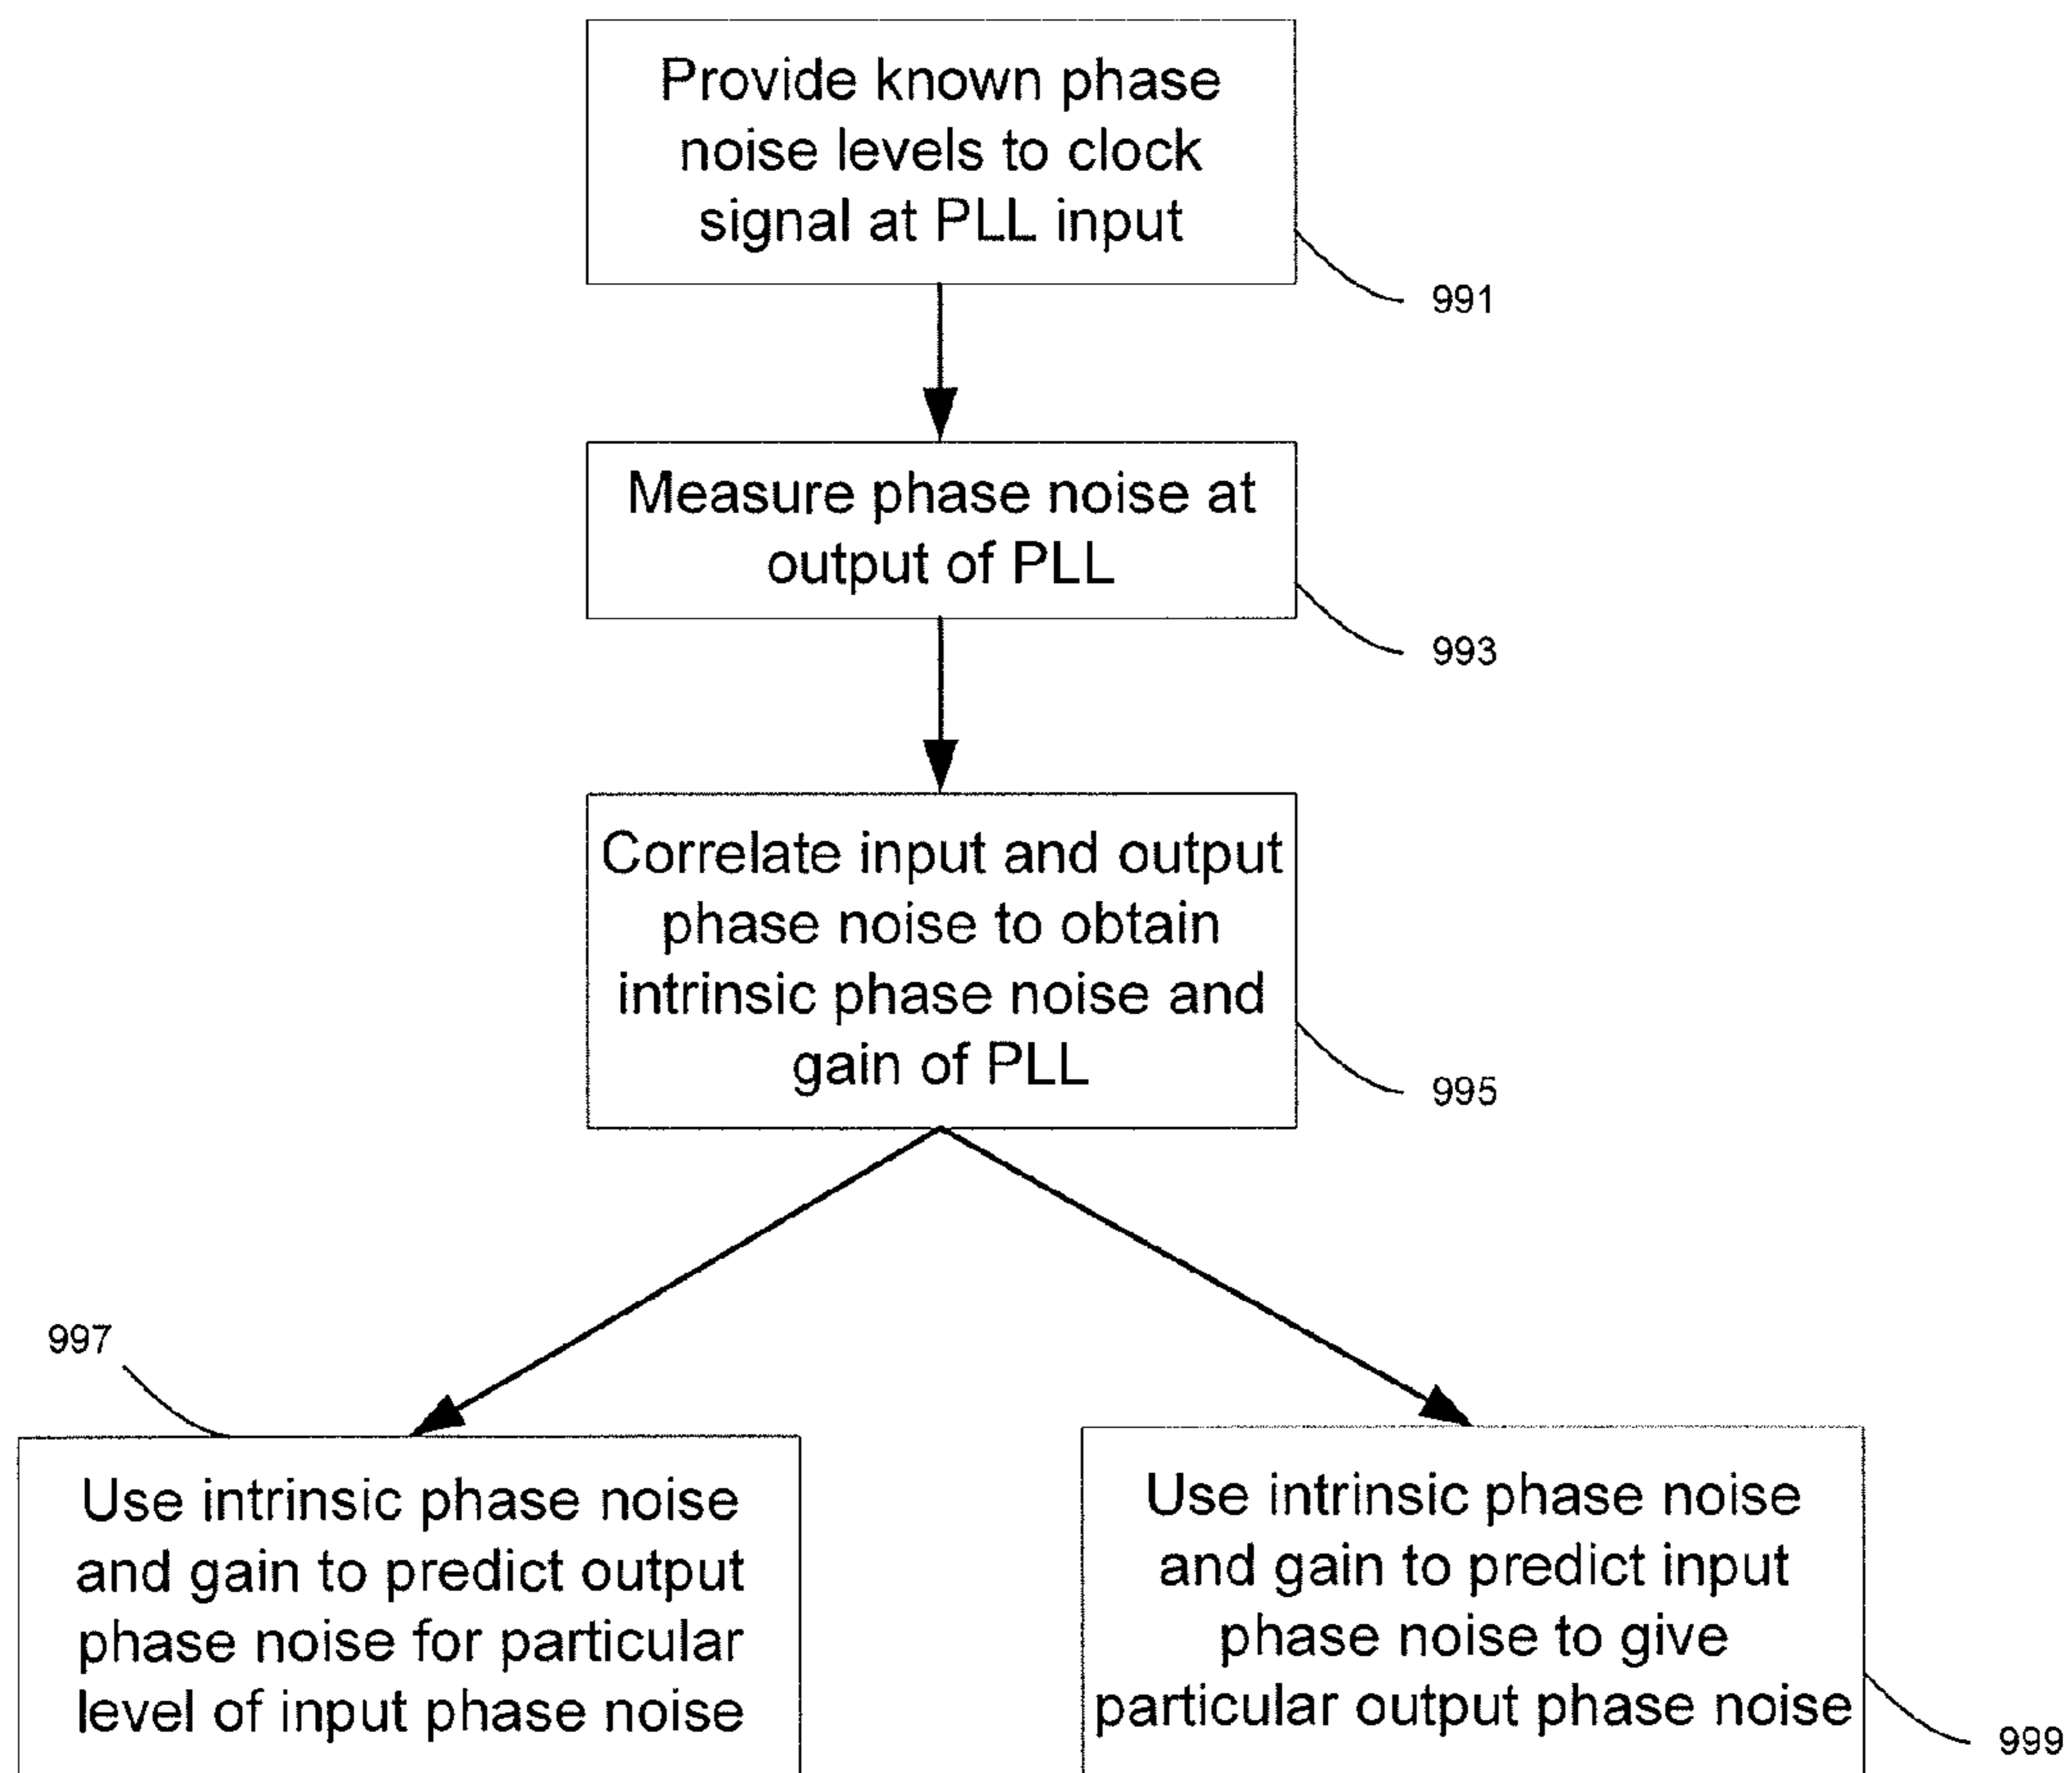 Provide known phase
noise levels to clock
signal at PLL input
991
Measure phase noise at
output of PLL
993
Correlate input and output
phase noise to obtain
intrinsic phase noise and
gain of PLL
995
997
Use intrinsic phase noise
and gain to predict output
phase noise for particular
level of input phase noise
Use intrinsic phase noise
and gain to predict input
phase noise to give
particular output phase noise
999